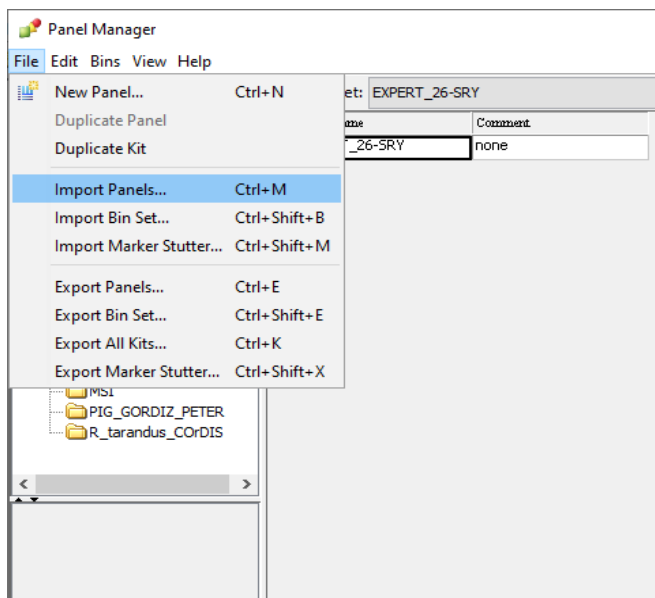 Panel Manager
File Edit Bins View Help
New Panel... Ctrl+N
Duplicate Panel
Duplicate Kit
Import Panels... Ctrl+M
Import Bin Set... Ctrl+Shift+B
Import Marker Stutter... Ctrl+Shift+M
Export Panels... Ctrl+E
Export Bin Set... Ctrl+Shift+E
Export All Kits... Ctrl+K
Export Marker Stutter... Ctrl+Shift+X
et: EXPERT_26-SRY
ame Comment
_26-SRY none
MSI
PIG_GORDIZ_PETER
R_tarandus_COrDIS